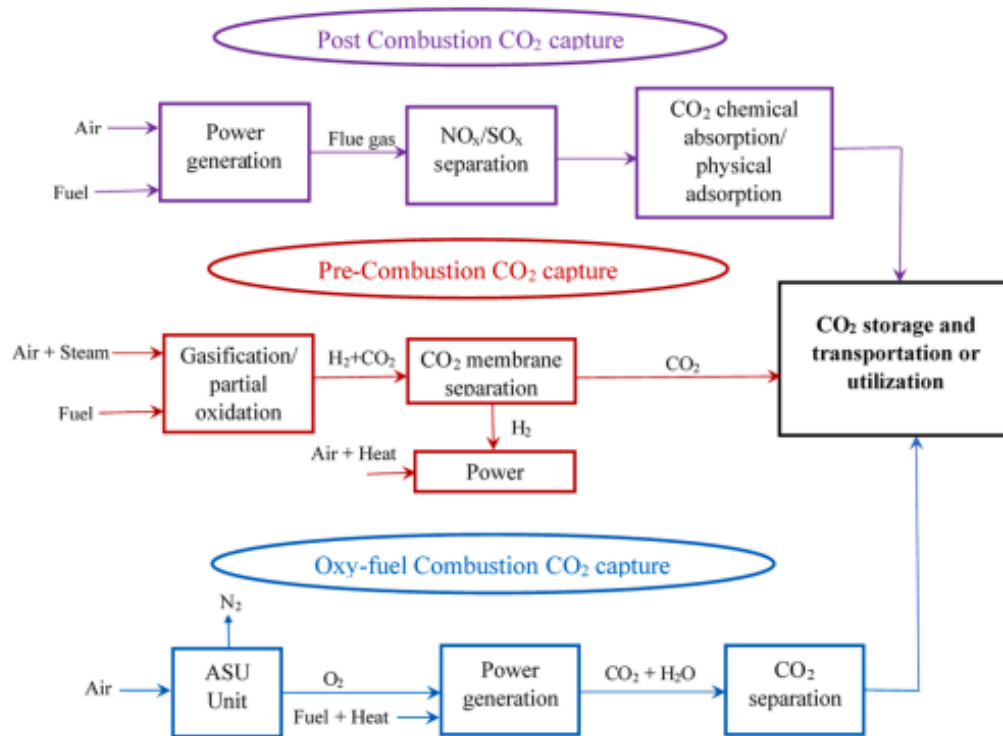 Post Combustion CO₂ capture
Air
Fuel
Power
generation
Flue gas
NOₓ/SOₓ
separation
CO₂ chemical
absorption/
physical
adsorption
Pre-Combustion CO₂ capture
Air + Steam
Fuel
Gasification/
partial
oxidation
H₂+CO₂
CO₂ membrane
separation
CO₂
H₂
Air + Heat
Power
CO₂ storage and
transportation or
utilization
Oxy-fuel Combustion CO₂ capture
N₂
Air
ASU
Unit
O₂
Fuel + Heat
Power
generation
CO₂ + H₂O
CO₂
separation